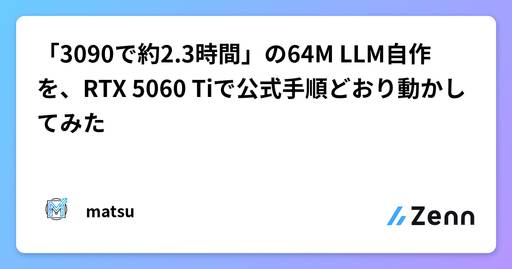 「3090で約2.3時間」の64M LLM自作
を、RTX 5060 Tiで公式手順どおり動かし
てみた
matsu
Zenn